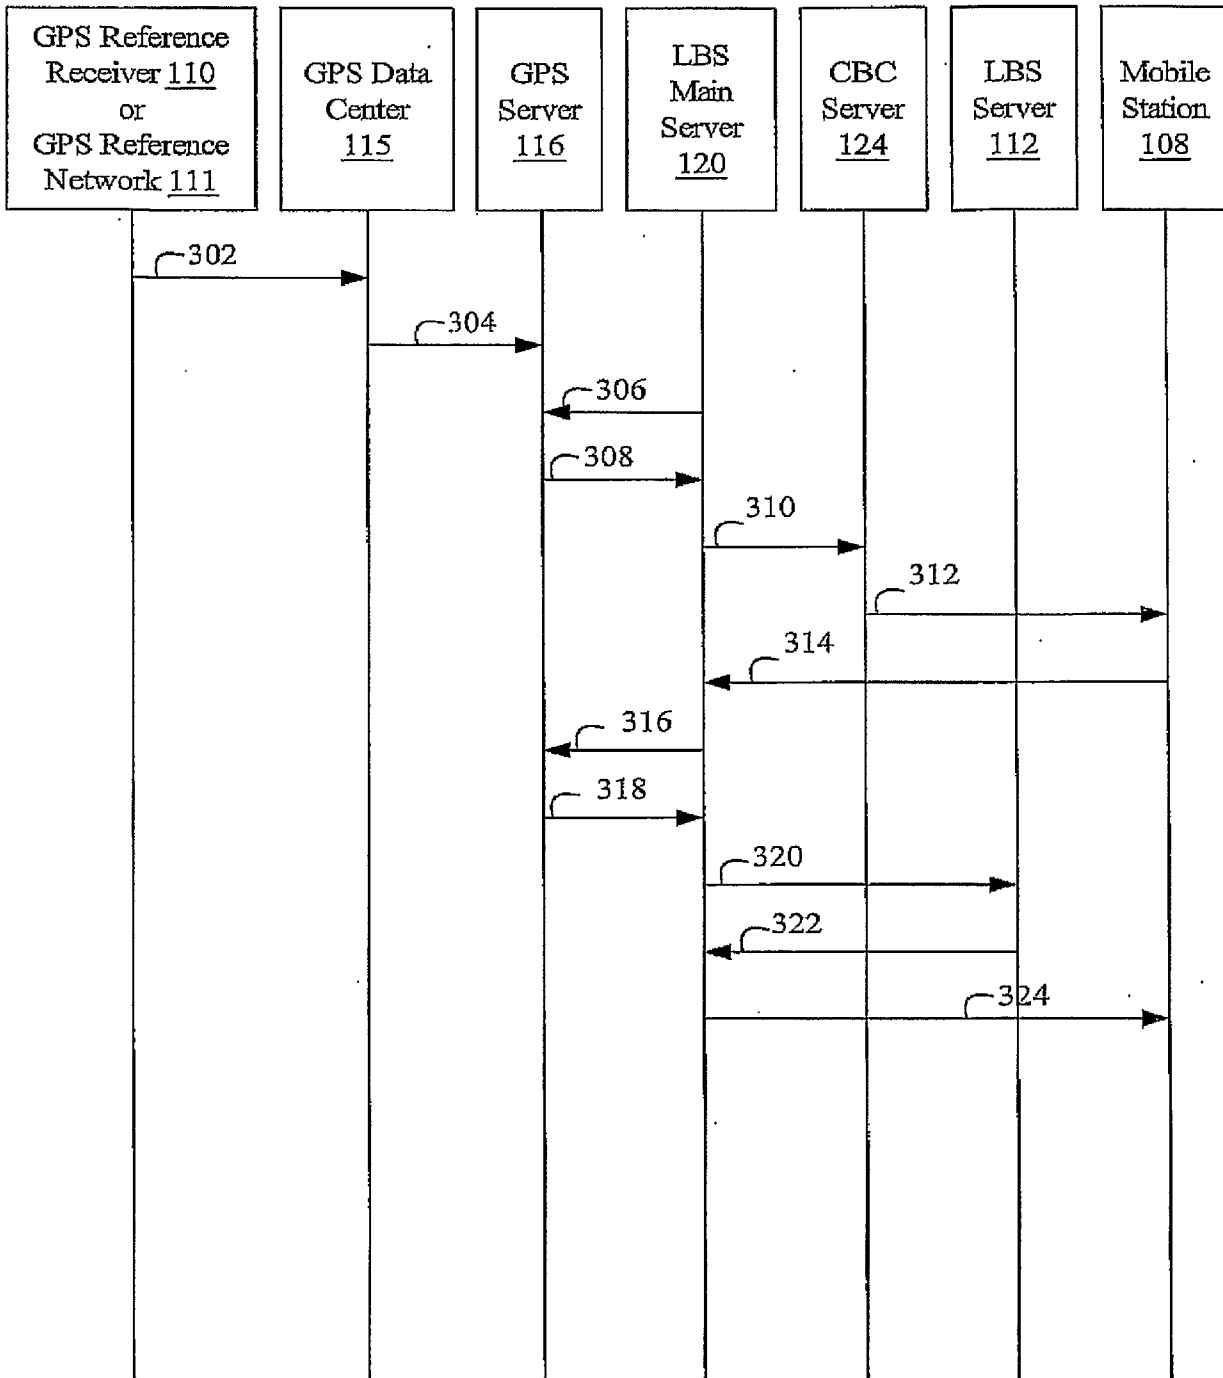 GPS Reference
Receiver 110
or
GPS Reference
Network 111
GPS Data
Center
115
GPS
Server
116
LBS
Main
Server
120
CBC
Server
124
LBS
Server
112
Mobile
Station
108
302
304
306
308
310
312
314
316
318
320
322
324